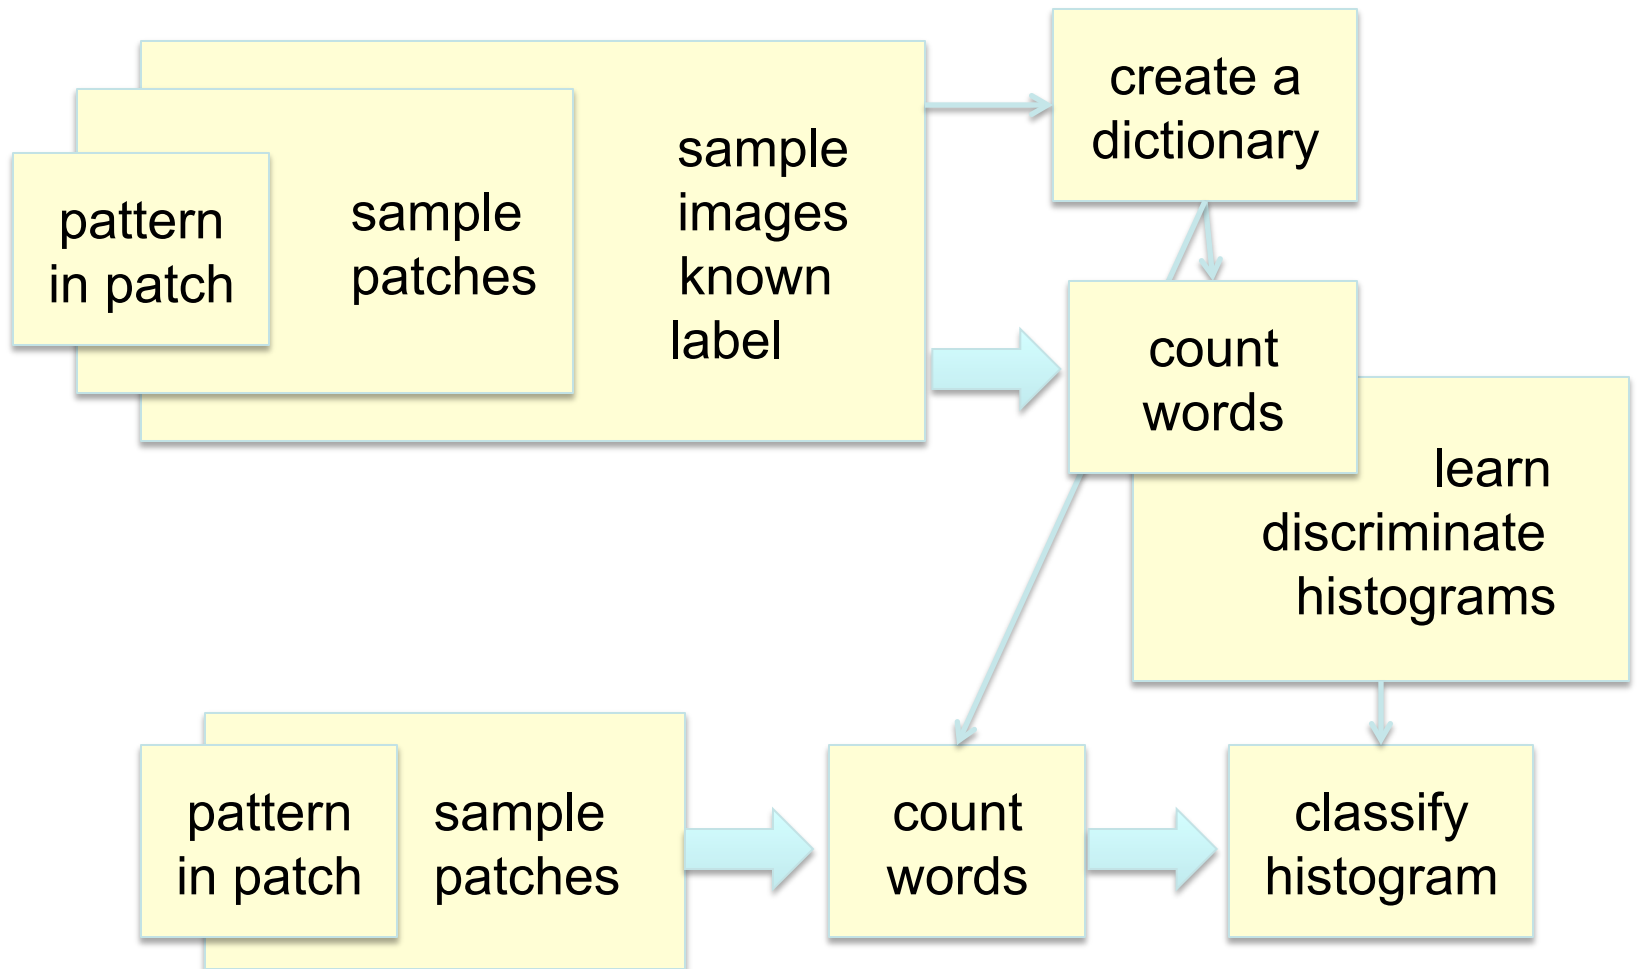 pattern
in patch
sample
patches
sample
images
known
label
create a
dictionary
count
words
learn
discriminate
histograms
pattern
in patch
sample
patches
count
words
classify
histogram